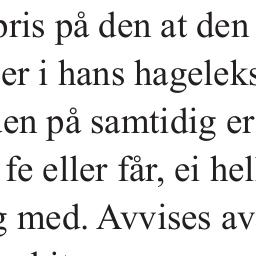 pris på den at den
er i hans hageleks
en på samtidig er
fe eller får, ei hel
g med. Avvises av